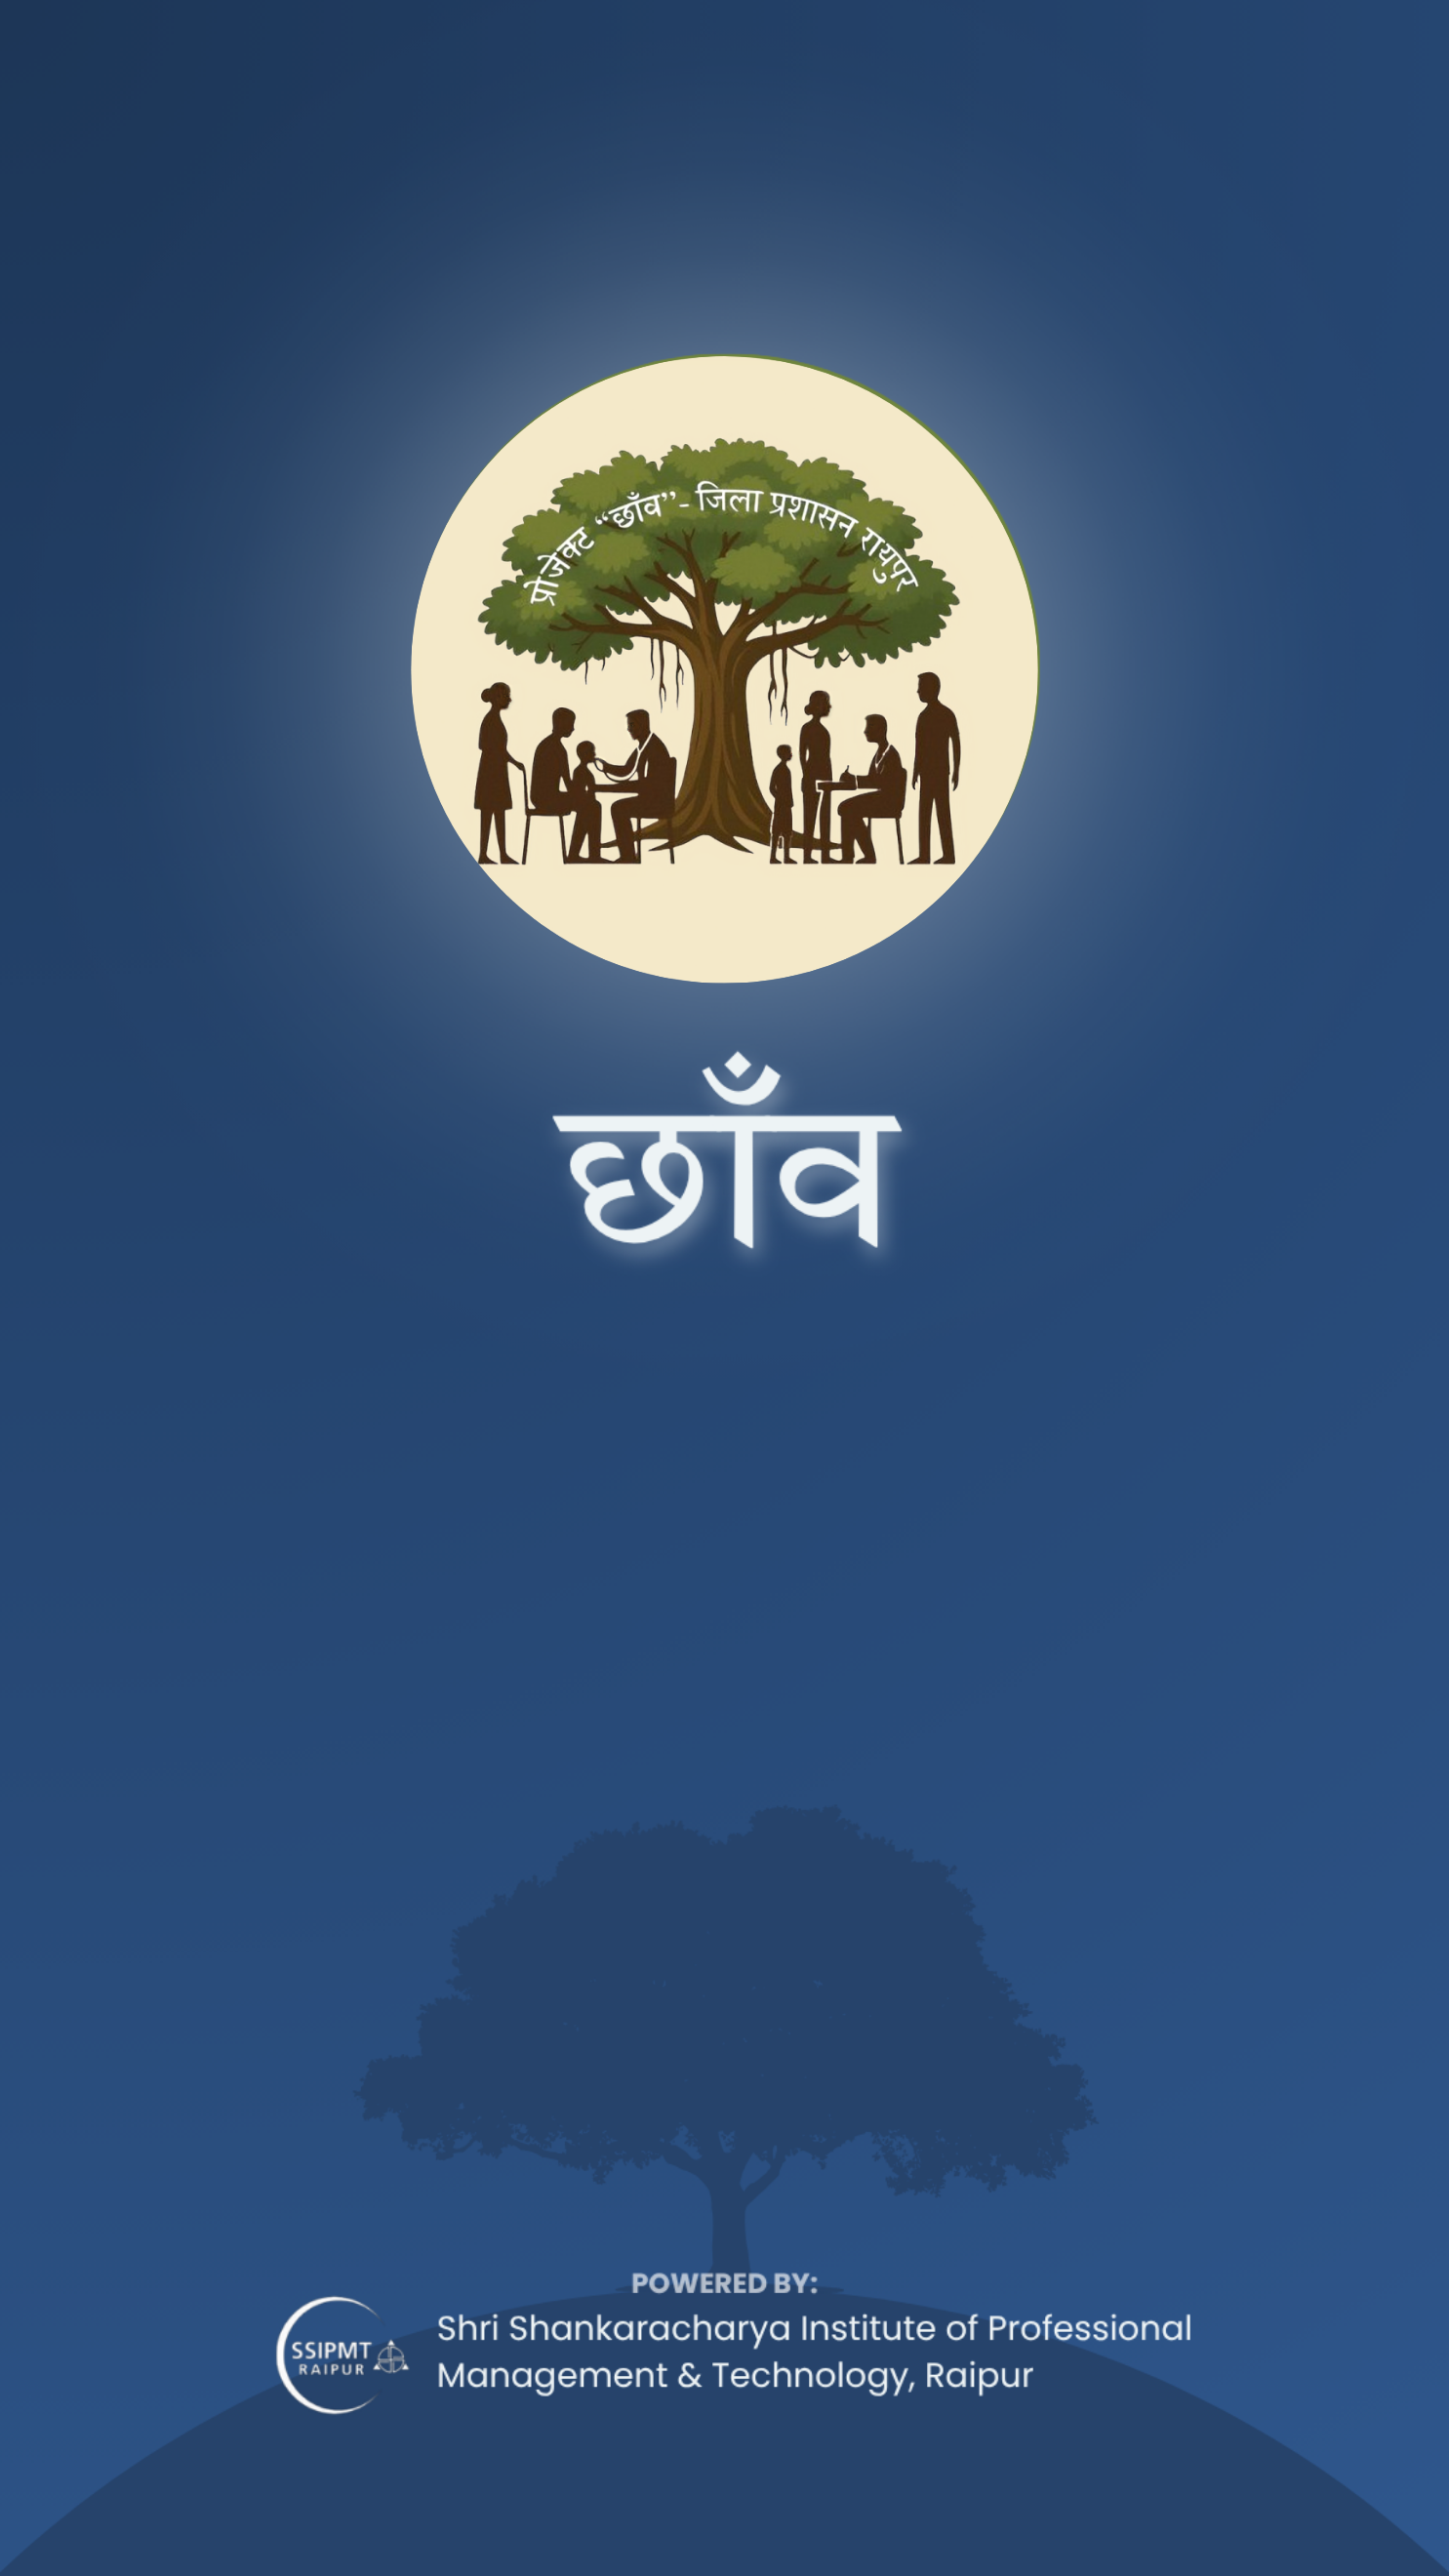 प्रोजेक्ट “छाँव”- जिला प्रशासन रायपुर
छाँव
POWERED BY:
SSIPMT
RAIPUR
Shri Shankaracharya Institute of Professional
Management & Technology, Raipur